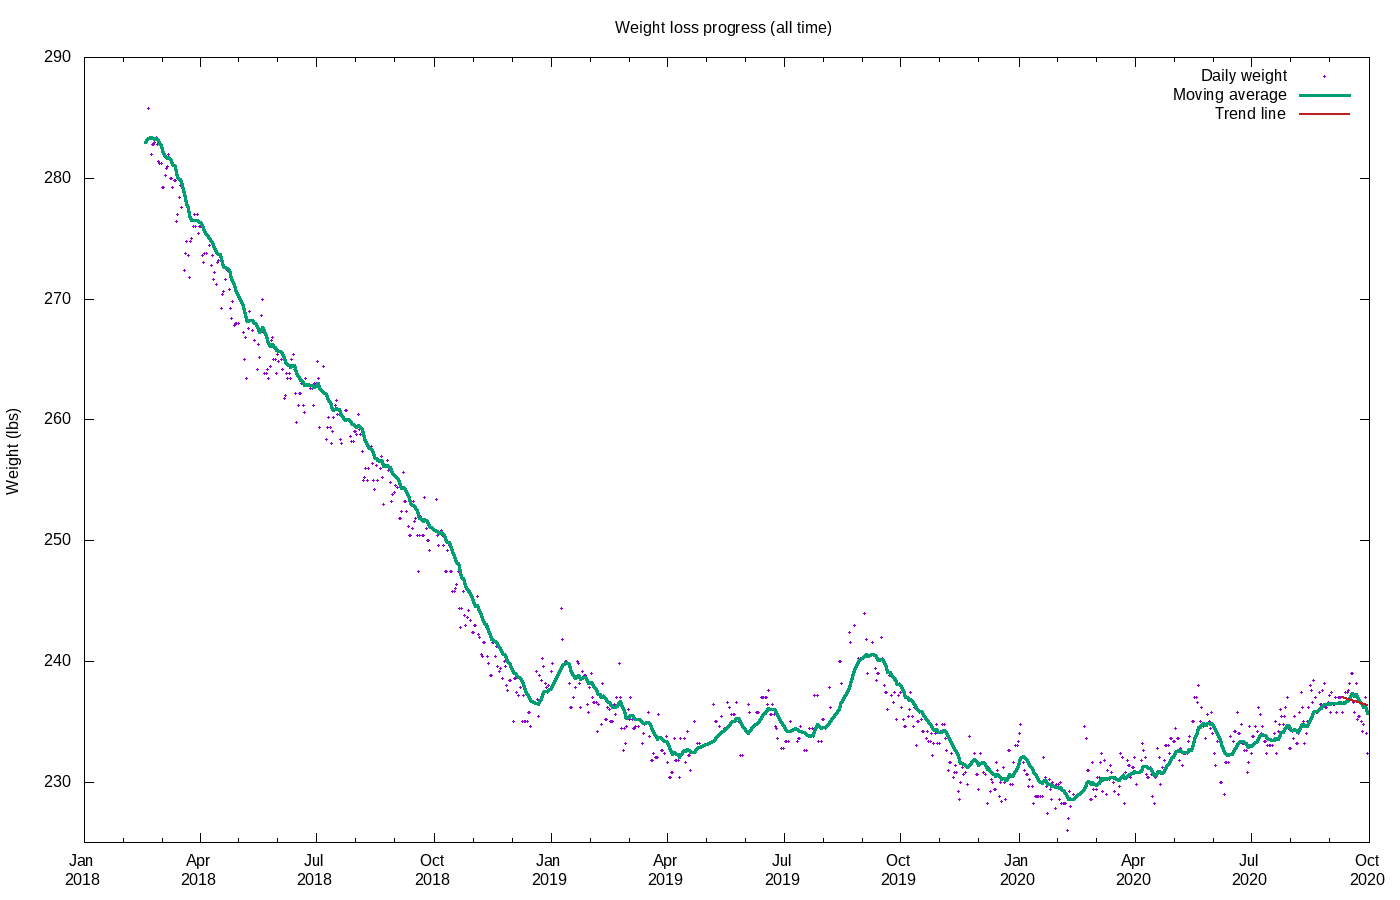 Weight loss progress (all time)
Daily weight
Moving average
Trend line
Weight (lbs)
290
280
270
260
250
240
230
Jan Apr Jul Oct Jan Apr Jul Oct Jan Apr Jul Oct
2018 2018 2018 2018 2019 2019 2019 2019 2020 2020 2020 2020